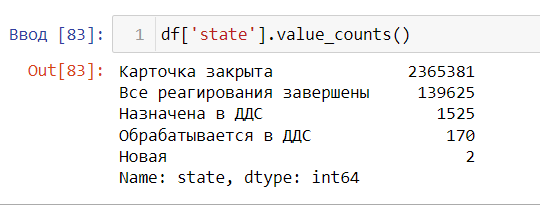 Ввод [83]: 1 df['state'].value_counts()
Out[83]: Карточка закрыта 2365381
Все реагирования завершены 139625
Назначена в ДДС 1525
Обрабатывается в ДДС 170
Новая 2
Name: state, dtype: int64